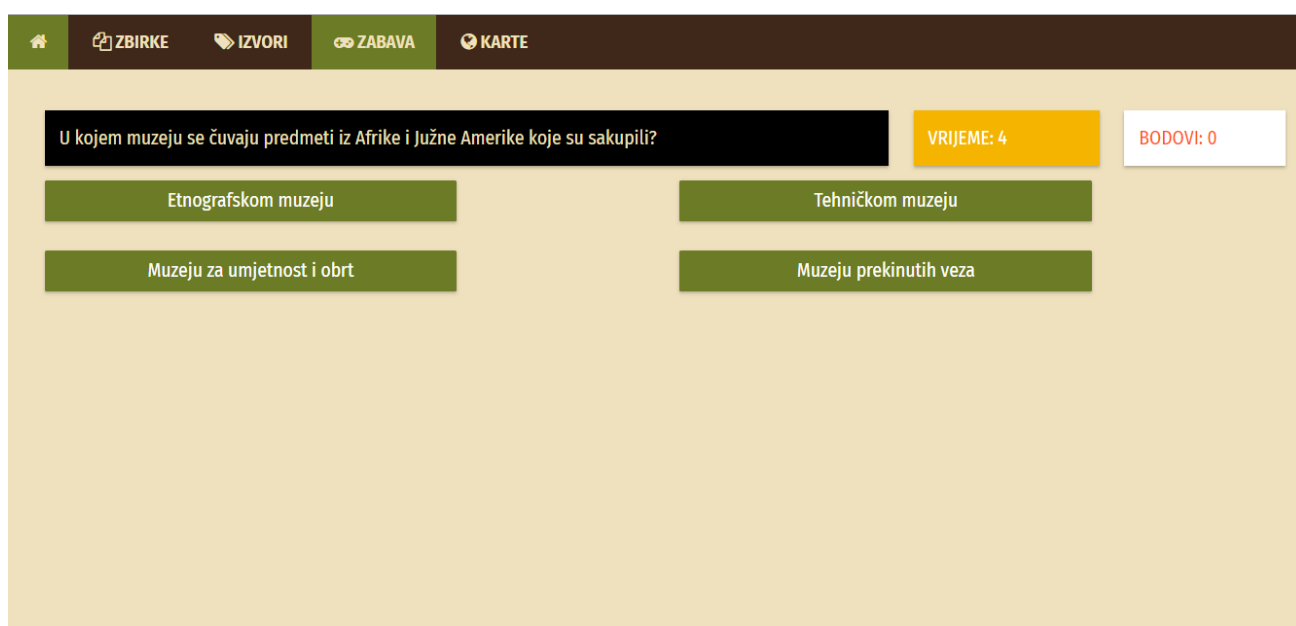 ZBIRKE IZVORI ZABAVA KARTE
U kojem muzeju se čuvaju predmeti iz Afrike i Južne Amerike koje su sakupili? VRIJEME: 4 BODOVI: 0
Etnografskom muzeju Tehničkom muzeju
Muzeju za umjetnost i obrt Muzeju prekinutih veza